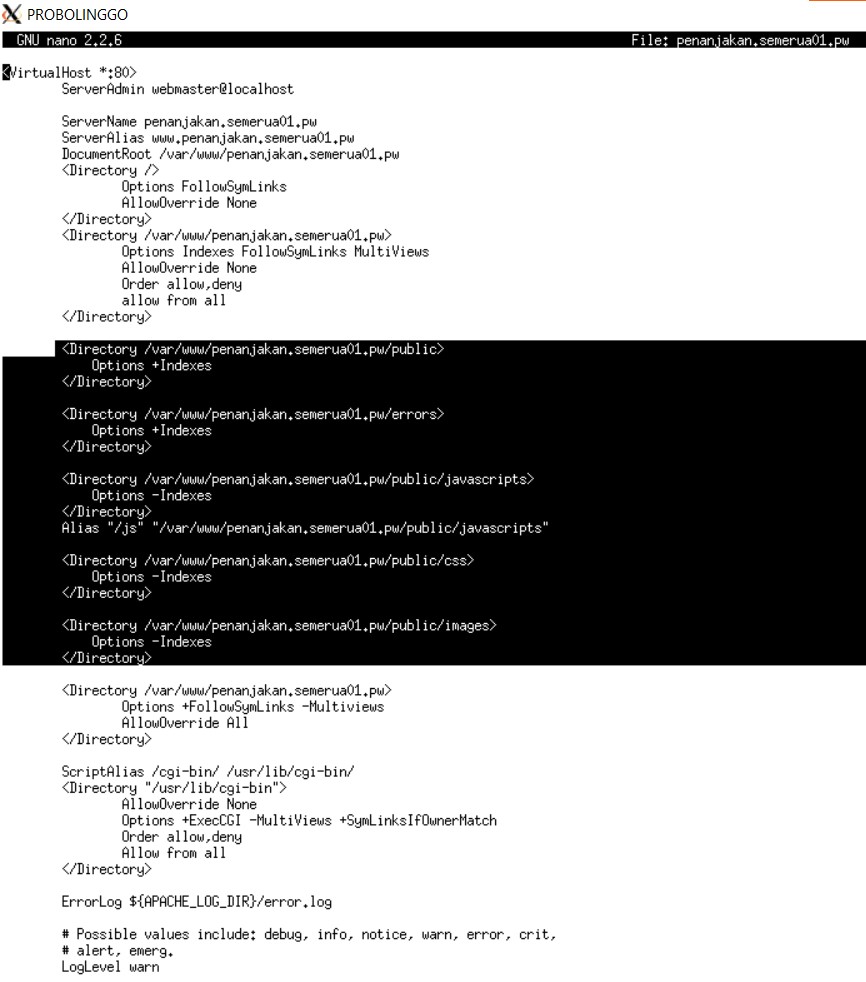 PROBOLINGGO
GNU nano 2.2.6 File: penanjakan.semerua01.pw
<VirtualHost *:80>
ServerAdmin webmaster@localhost
ServerName penanjakan.semerua01.pw
ServerAlias www.penanjakan.semerua01.pw
DocumentRoot /var/www/penanjakan.semerua01.pw
<Directory />
Options FollowSymLinks
AllowOverride None
</Directory>
<Directory /var/www/penanjakan.semerua01.pw>
Options Indexes FollowSymLinks MultiViews
AllowOverride None
Order allow,deny
allow from all
</Directory>
<Directory /var/www/penanjakan.semerua01.pw/public>
Options +Indexes
</Directory>
<Directory /var/www/penanjakan.semerua01.pw/errors>
Options +Indexes
</Directory>
<Directory /var/www/penanjakan.semerua01.pw/public/javascripts>
Options -Indexes
</Directory>
Alias "/js" "/var/www/penanjakan.semerua01.pw/public/javascripts"
<Directory /var/www/penanjakan.semerua01.pw/public/css>
Options -Indexes
</Directory>
<Directory /var/www/penanjakan.semerua01.pw/public/images>
Options -Indexes
</Directory>
<Directory /var/www/penanjakan.semerua01.pw>
Options +FollowSymLinks -Multiviews
AllowOverride All
</Directory>
ScriptAlias /cgi-bin/ /usr/lib/cgi-bin/
<Directory "/usr/lib/cgi-bin">
AllowOverride None
Options +ExecCGI -MultiViews +SymLinksIfOwnerMatch
Order allow,deny
Allow from all
</Directory>
ErrorLog ${APACHE_LOG_DIR}/error.log
# Possible values include: debug, info, notice, warn, error, crit,
# alert, emerg.
LogLevel warn